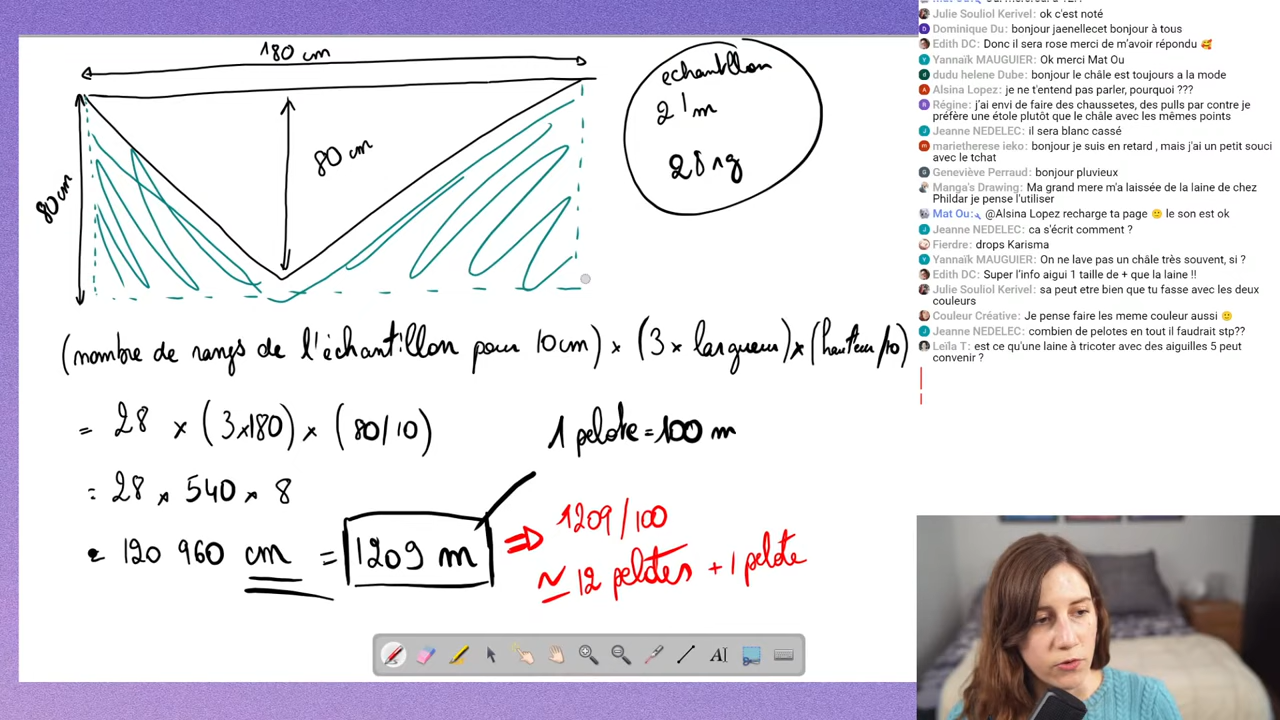 180 cm
échantillon
21m
28 rg
80 cm
80 cm
(nombre de rangs de l'échantillon pour 10cm) × (3 × largueur) × (hauteur/10)
= 28 × (3x180) × (80/10)
1 pelote = 100 m
= 28 × 540 × 8
= 120 960 cm = 1209 m
⇒ 1209/100
≃ 12 pelotes + 1 pelote
AI
Julie Souliol Kerivel: ok c'est noté
Dominique Du: bonjour jaenellecet bonjour à tous
Edith DC: Donc il sera rose merci de m'avoir répondu 🥰
Yannaïk MAUGUIER: Ok merci Mat Ou
dudu helene Dube: bonjour le châle est toujours a la mode
Alsina Lopez: je ne t'entend pas parler, pourquoi ???
Régine: j'ai envi de faire des chaussetes, des pulls par contre je
préfère une étole plutôt que le châle avec les mêmes points
Jeanne NEDELEC: il sera blanc cassé
marietherese ieko: bonjour je suis en retard , mais j'ai un petit souci
avec le tchat
Geneviève Perraud: bonjour pluvieux
Manga's Drawing: Ma grand mere m'a laissée de la laine de chez
Phildar je pense l'utiliser
Mat Ou: @Alsina Lopez recharge ta page 🙂 le son est ok
Jeanne NEDELEC: ca s'écrit comment ?
Fierdre: drops Karisma
Yannaïk MAUGUIER: On ne lave pas un châle très souvent, si ?
Edith DC: Super l'info aigui 1 taille de + que la laine !!
Julie Souliol Kerivel: sa peut etre bien que tu fasse avec les deux
couleurs
Couleur Créative: Je pense faire les meme couleur aussi 🙂
Jeanne NEDELEC: combien de pelotes en tout il faudrait stp??
Leïla T: est ce qu'une laine à tricoter avec des aiguilles 5 peut
convenir ?